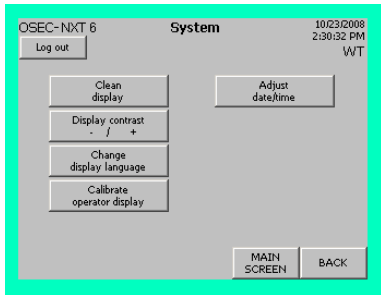 OSEC-NXT 6
System
10/23/2008
2:30:32 PM
Log out
WT
Clean
display
Adjust
date/time
Display contrast
- / +
Change
display language
Calibrate
operator display
MAIN
SCREEN
BACK